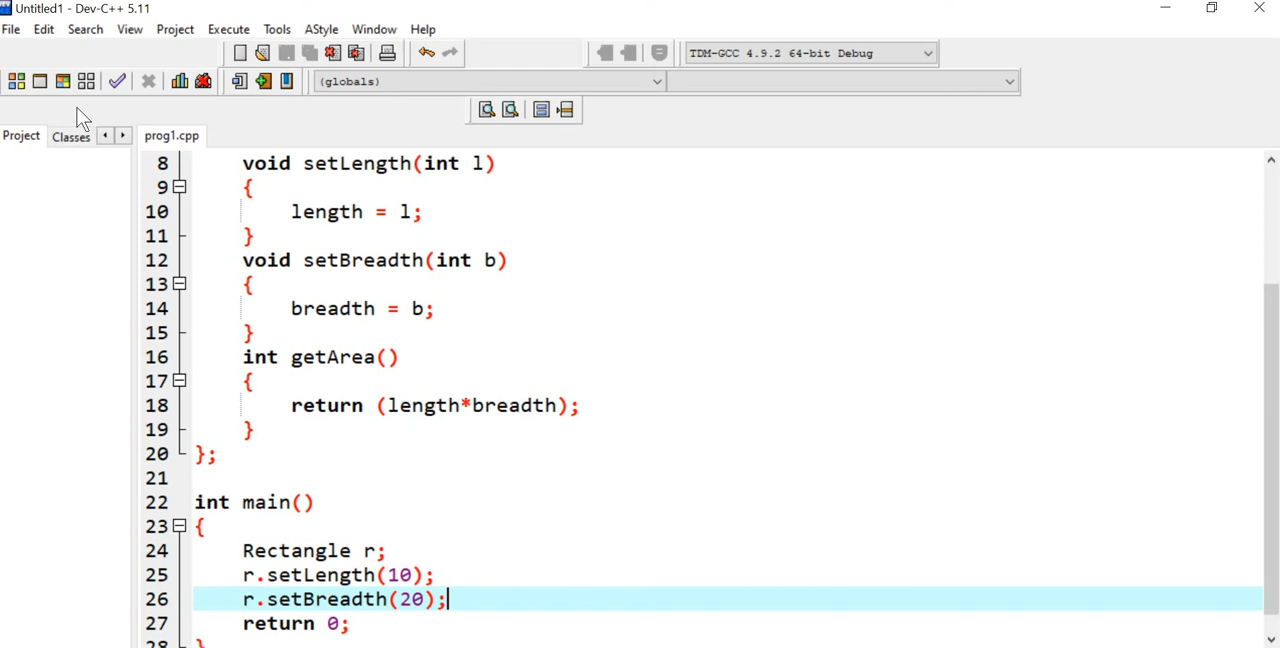 Untitled1 - Dev-C++ 5.11
File Edit Search View Project Execute Tools AStyle Window Help
TDM-GCC 4.9.2 64-bit Debug
(globals)
Project Classes prog1.cpp
8 void setLength(int l)
9 {
10 length = l;
11 }
12 void setBreadth(int b)
13 {
14 breadth = b;
15 }
16 int getArea()
17 {
18 return (length*breadth);
19 }
20 };
21
22 int main()
23 {
24 Rectangle r;
25 r.setLength(10);
26 r.setBreadth(20);
27 return 0;
28 }